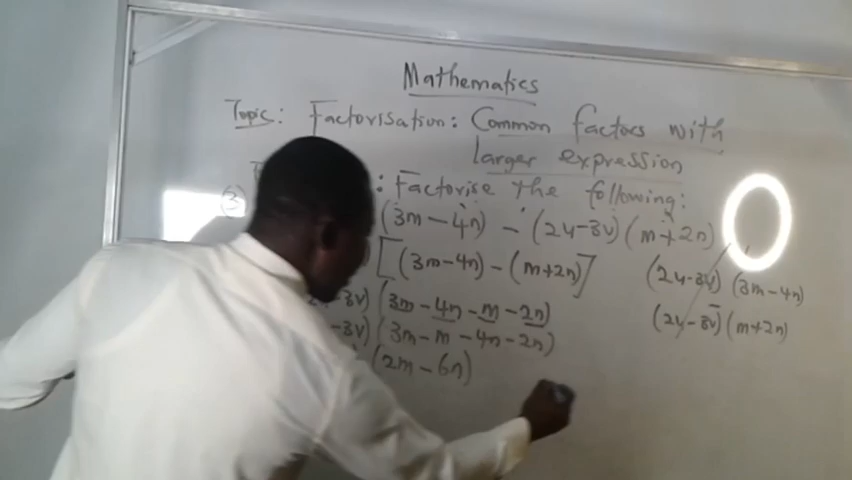 Mathematics
Topic: Factorisation: Common factors with
larger expression
: Factorise the following:
(3) (3m - 4n) - (2u-3v) (m+2n)
[(3m-4n) - (m+2n)]
-3v) (3m - 4n - m - 2n)
-3v) (3m - m - 4n - 2n)
(2m - 6n)
(2u-3v) (3m-4n)
(2u-3v) (m+2n)